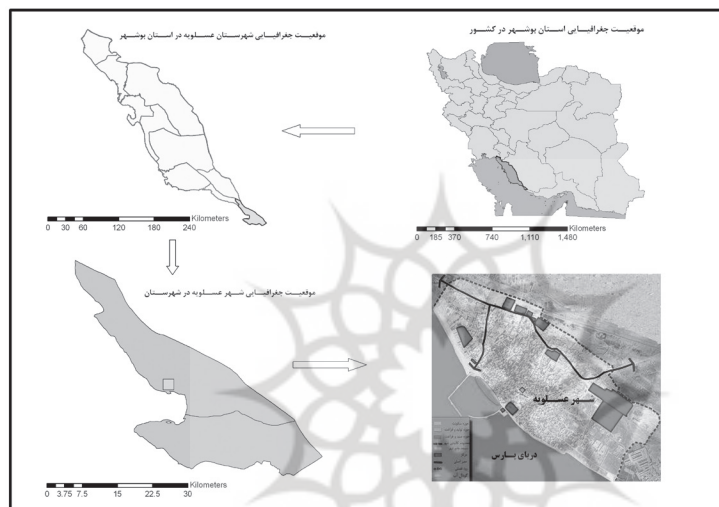 موقعیت جغرافیایی استان بوشهر در کشور
موقعیت جغرافیایی شهرستان عسلویه در استان بوشهر
Kilometers
0 185 370 740 1,110 1,480
Kilometers
0 30 60 120 180 240
موقعیت جغرافیایی شهر عسلویه در شهرستان
Kilometers
0 3.75 7.5 15 22.5 30
شهر عسلویه
دریای پارس